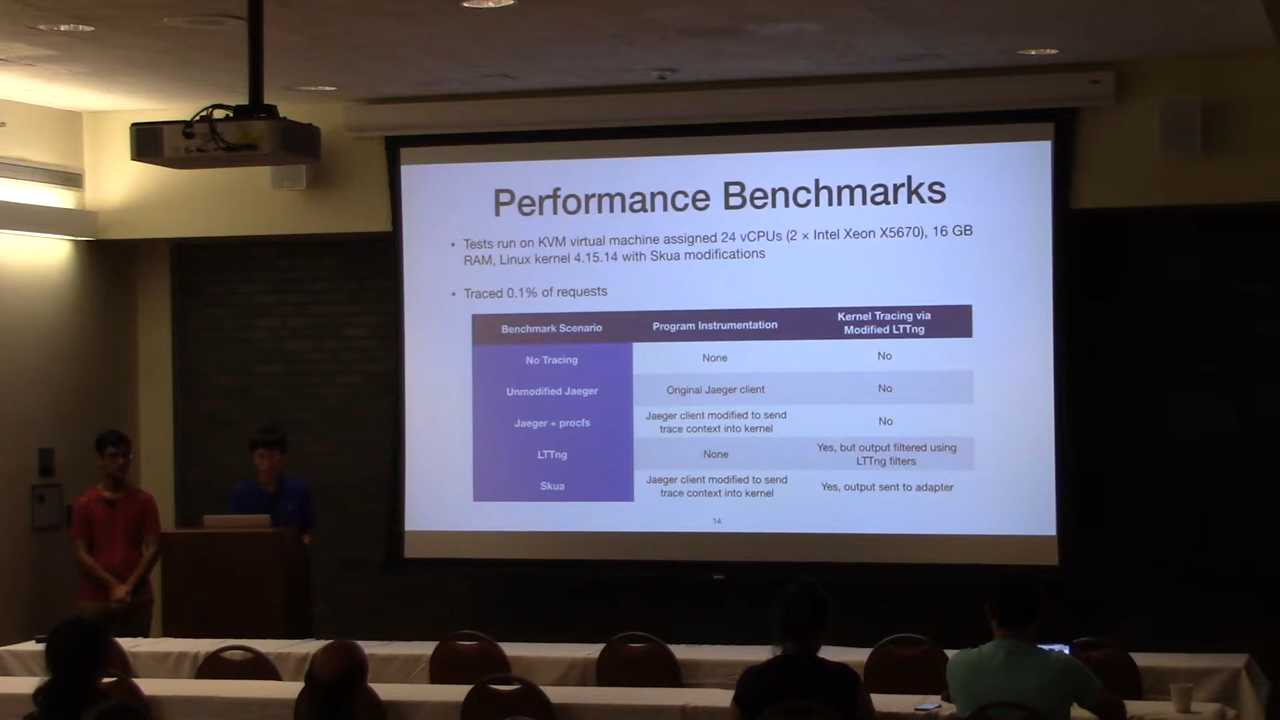 Performance Benchmarks
• Tests run on KVM virtual machine assigned 24 vCPUs (2 × Intel Xeon X5670), 16 GB
RAM, Linux kernel 4.15.14 with Skua modifications
• Traced 0.1% of requests
Benchmark Scenario Program Instrumentation Kernel Tracing via
Modified LTTng
No Tracing None No
Unmodified Jaeger Original Jaeger client No
Jaeger + procfs Jaeger client modified to send
trace context into kernel No
LTTng None Yes, but output filtered using
LTTng filters
Skua Jaeger client modified to send
trace context into kernel Yes, output sent to adapter
14